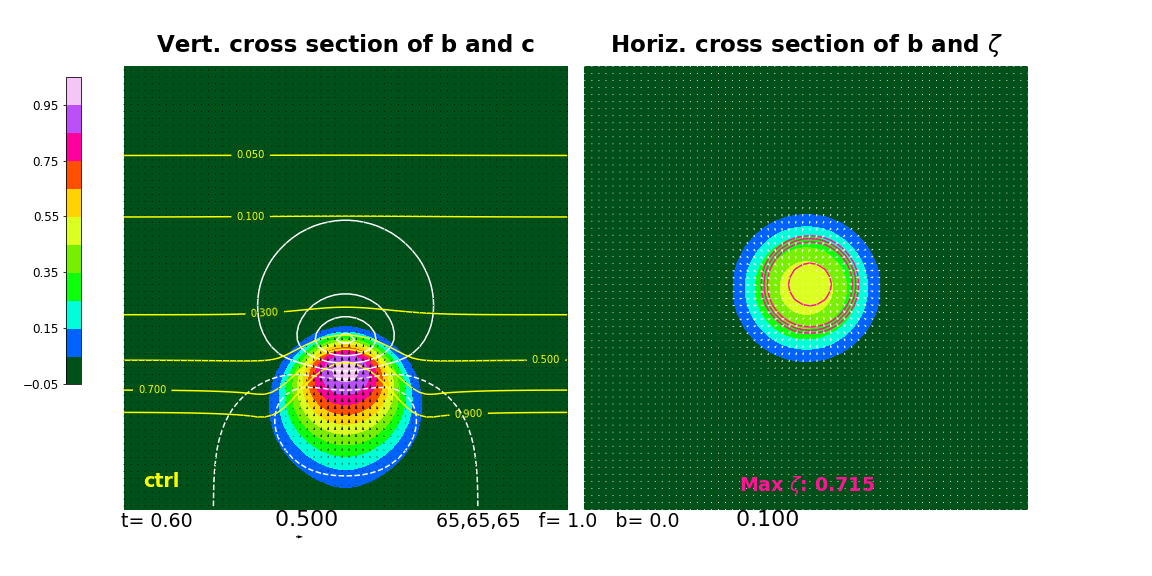 Vert. cross section of b and c
Horiz. cross section of b and ζ
0.95
0.75
0.55
0.35
0.15
−0.05
0.050
0.100
0.300
0.500
0.700
0.900
ctrl
Max ζ: 0.715
t= 0.60 0.500 65,65,65 f= 1.0 b= 0.0 0.100